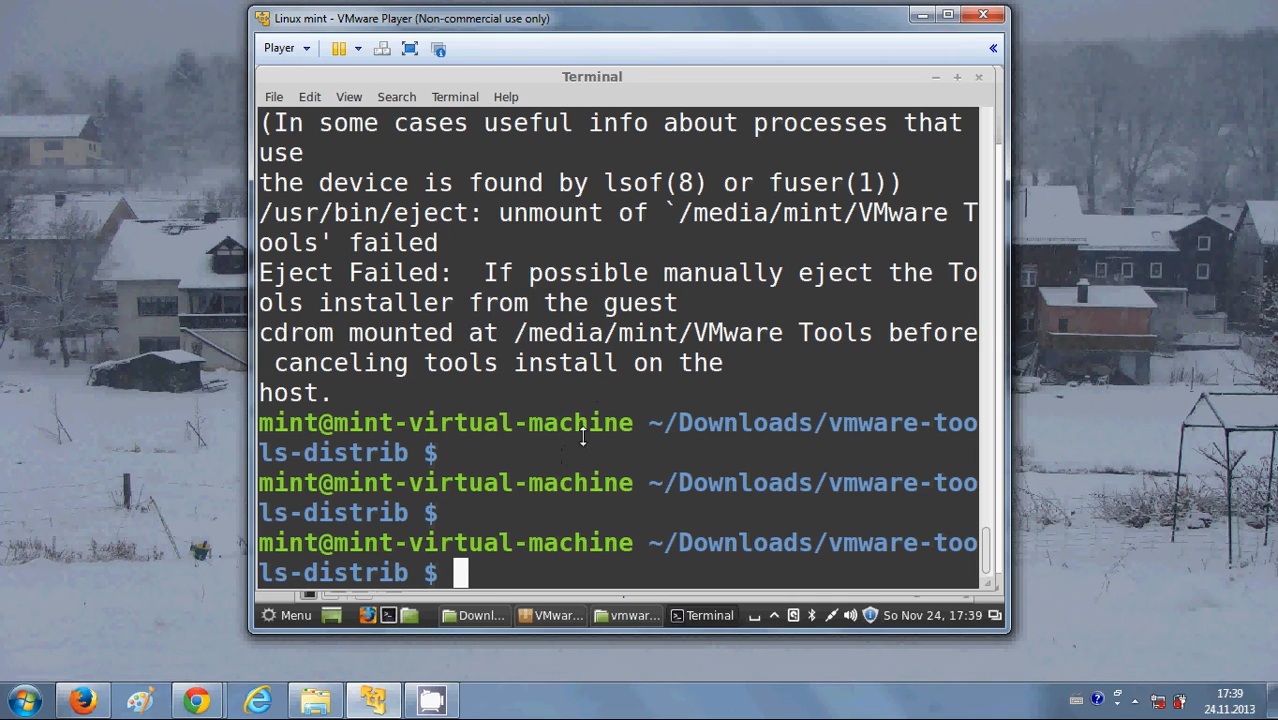 Linux mint - VMware Player (Non-commercial use only)
Player
Terminal
File Edit View Search Terminal Help
(In some cases useful info about processes that
use
the device is found by lsof(8) or fuser(1))
/usr/bin/eject: unmount of `/media/mint/VMware T
ools' failed
Eject Failed:  If possible manually eject the To
ols installer from the guest
cdrom mounted at /media/mint/VMware Tools before
 canceling tools install on the
host.
mint@mint-virtual-machine ~/Downloads/vmware-too
ls-distrib $
mint@mint-virtual-machine ~/Downloads/vmware-too
ls-distrib $
mint@mint-virtual-machine ~/Downloads/vmware-too
ls-distrib $
Menu Downl... VMwar... vmwar... Terminal So Nov 24, 17:39
17:39
24.11.2013